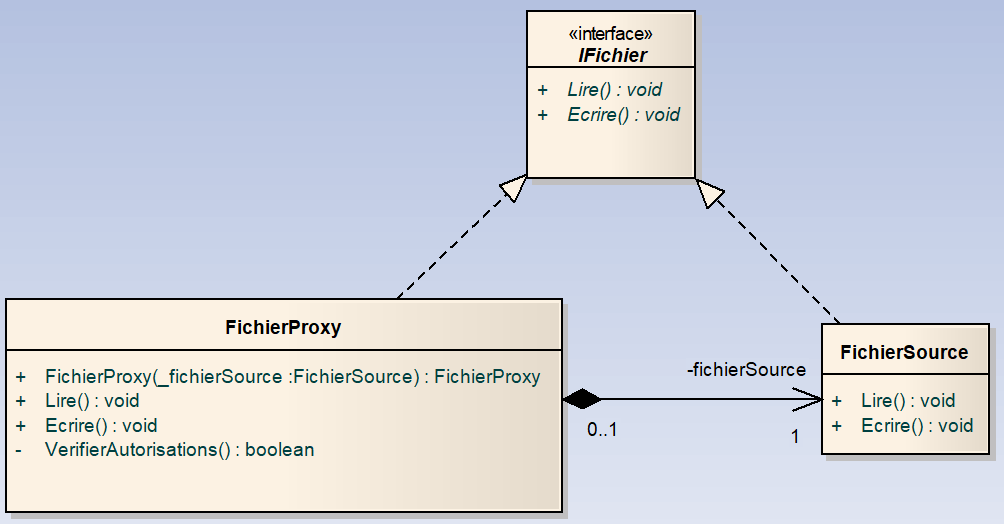 «interface»
IFichier
+ Lire() : void
+ Ecrire() : void
FichierProxy
+ FichierProxy(_fichierSource :FichierSource) : FichierProxy
+ Lire() : void
+ Ecrire() : void
- VerifierAutorisations() : boolean
-fichierSource
0..1
1
FichierSource
+ Lire() : void
+ Ecrire() : void